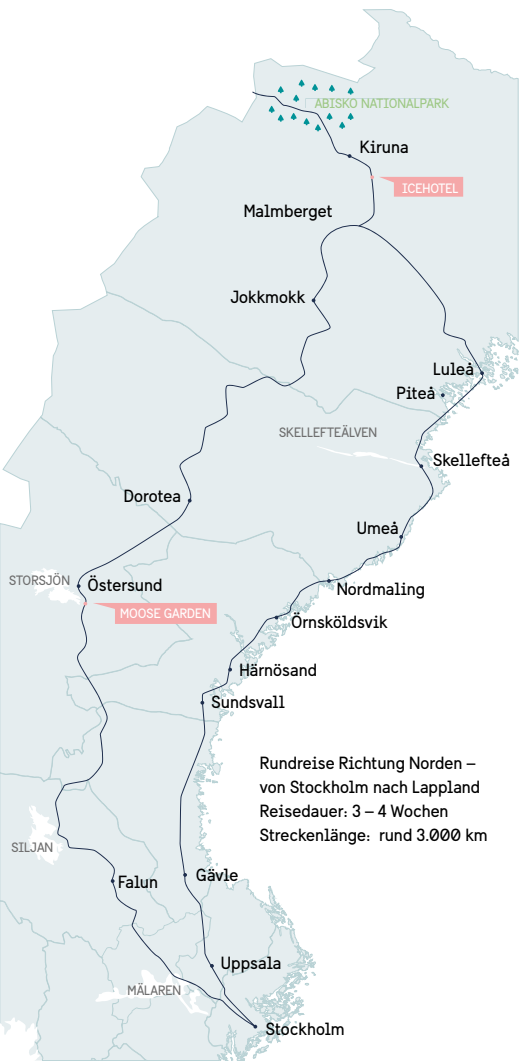 ABISKO NATIONALPARK
Kiruna
ICEHOTEL
Malmberget
Jokkmokk
Luleå
Piteå
SKELLEFTEÄLVEN
Skellefteå
Dorotea
Umeå
STORSJÖN
Östersund
Nordmaling
MOOSE GARDEN
Örnsköldsvik
Härnösand
Sundsvall
Rundreise Richtung Norden –
von Stockholm nach Lappland
Reisedauer: 3 – 4 Wochen
Streckenlänge: rund 3.000 km
SILJAN
Gävle
Falun
Uppsala
MÄLAREN
Stockholm